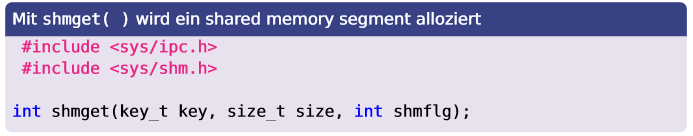 Mit shmget( ) wird ein shared memory segment alloziert
#include <sys/ipc.h>
#include <sys/shm.h>
int shmget(key_t key, size_t size, int shmflg);